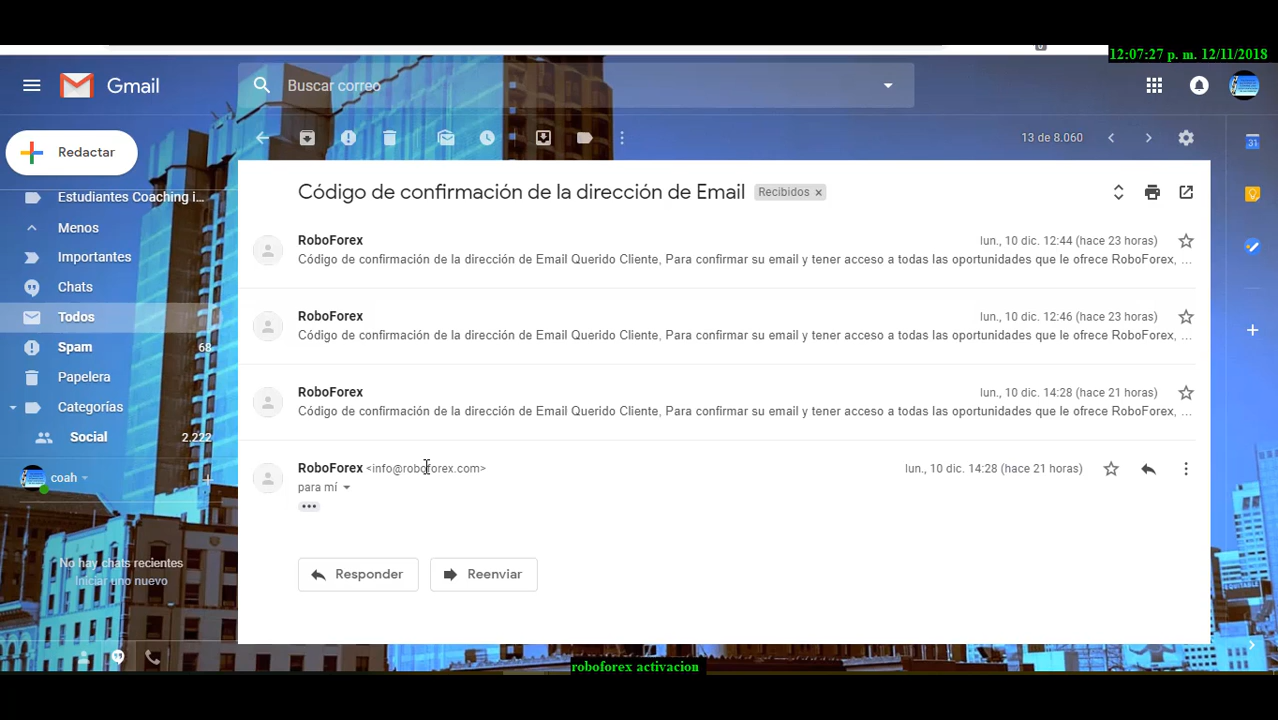 12:07:27 p. m. 12/11/2018
Gmail
Buscar correo
Redactar
13 de 8.060
31
Estudiantes Coaching i...
Menos
Importantes
Chats
Todos
Spam 68
Papelera
Categorías
Social 2.222
coah
No hay chats recientes
Iniciar uno nuevo
Código de confirmación de la dirección de Email Recibidos x
RoboForex lun., 10 dic. 12:44 (hace 23 horas)
Código de confirmación de la dirección de Email Querido Cliente, Para confirmar su email y tener acceso a todas las oportunidades que le ofrece RoboForex, ...
RoboForex lun., 10 dic. 12:46 (hace 23 horas)
Código de confirmación de la dirección de Email Querido Cliente, Para confirmar su email y tener acceso a todas las oportunidades que le ofrece RoboForex, ...
RoboForex lun., 10 dic. 14:28 (hace 21 horas)
Código de confirmación de la dirección de Email Querido Cliente, Para confirmar su email y tener acceso a todas las oportunidades que le ofrece RoboForex, ...
RoboForex <info@roboforex.com> lun., 10 dic. 14:28 (hace 21 horas)
para mí
Responder
Reenviar
roboforex activacion